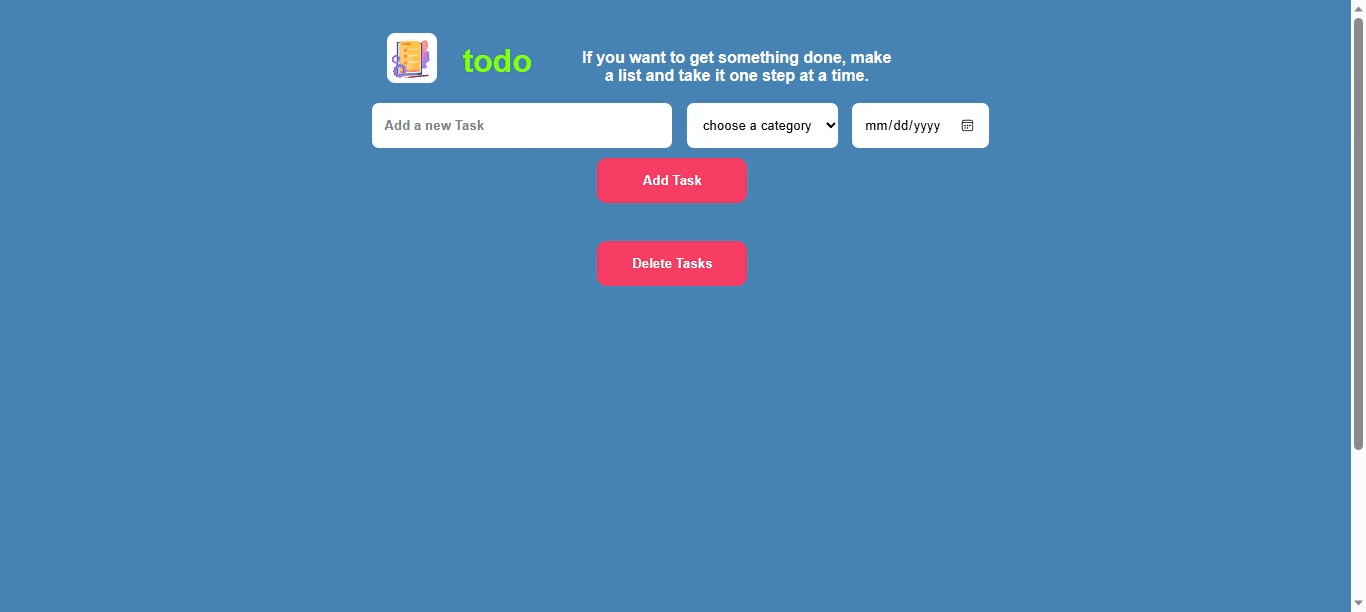 todo
If you want to get something done, make
a list and take it one step at a time.
Add a new Task
choose a category
mm/dd/yyyy
Add Task
Delete Tasks